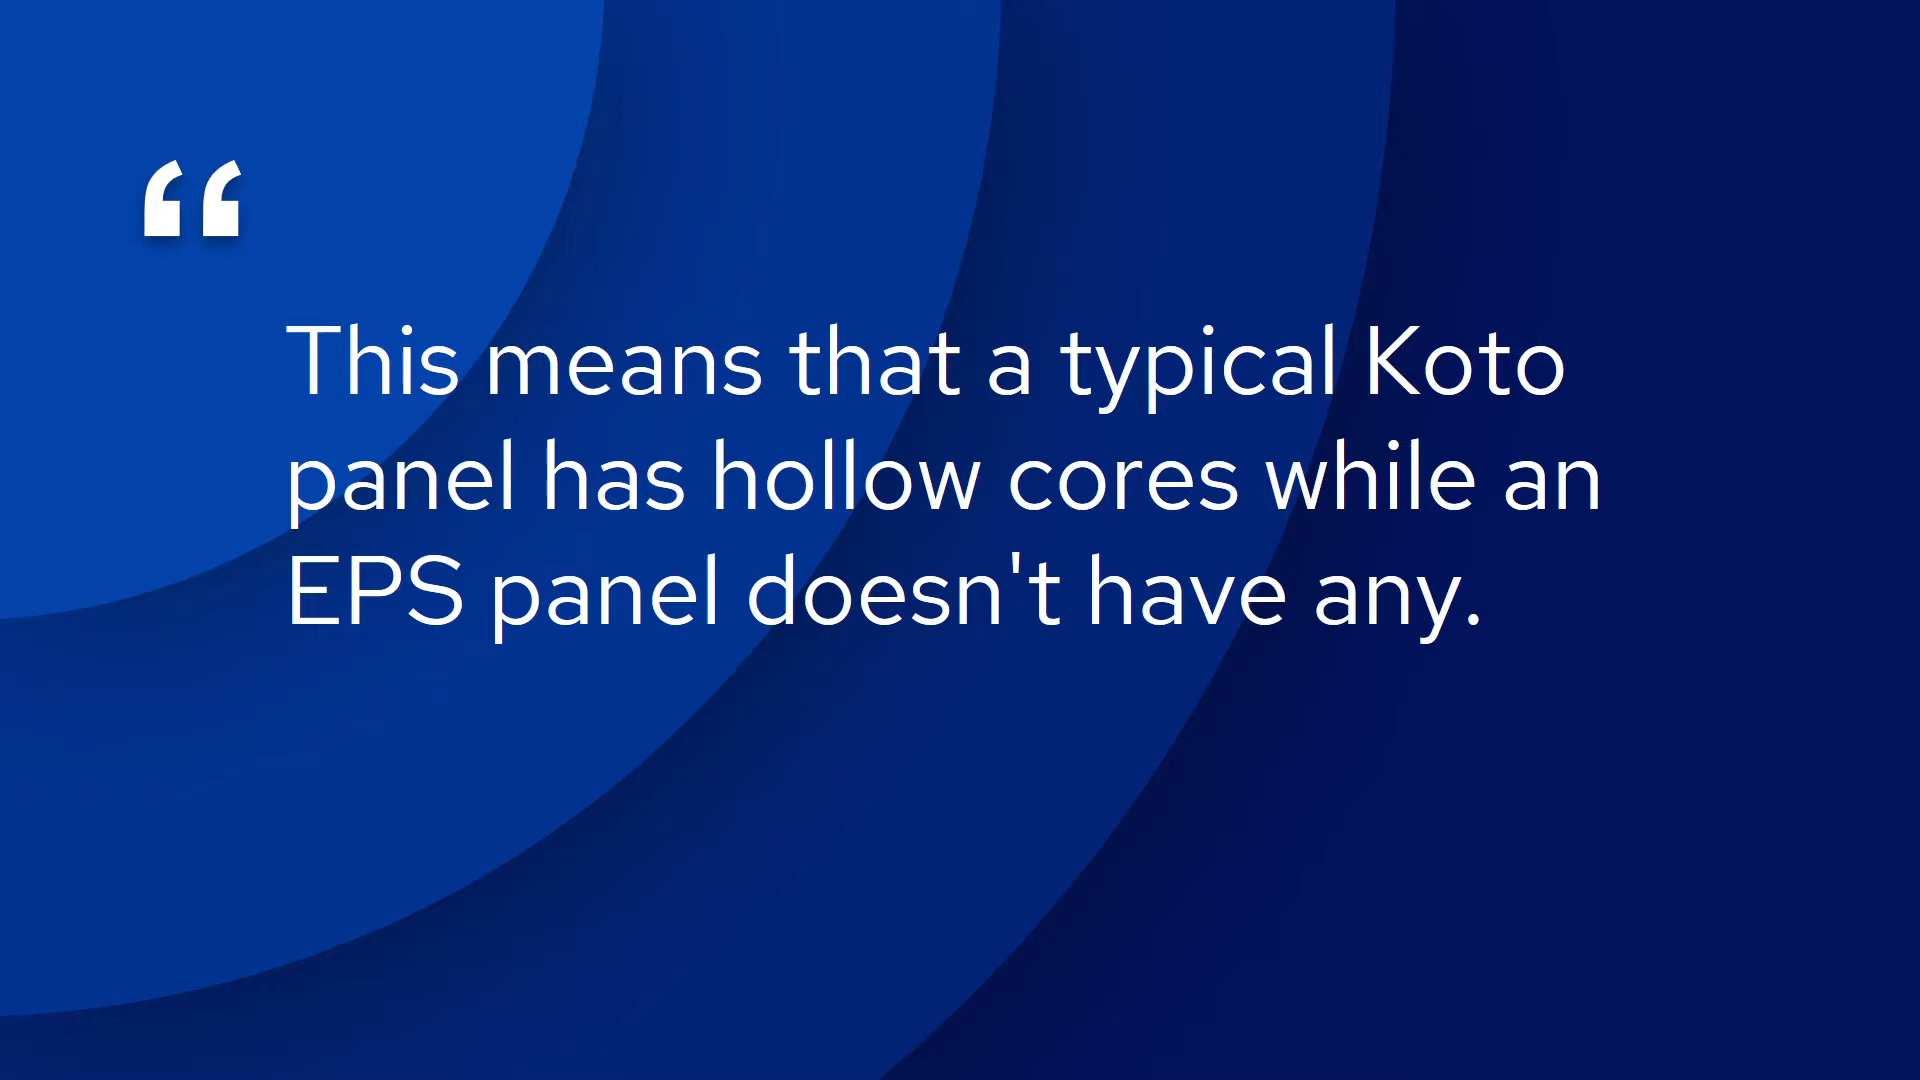 “
This means that a typical Koto
panel has hollow cores while an
EPS panel doesn't have any.